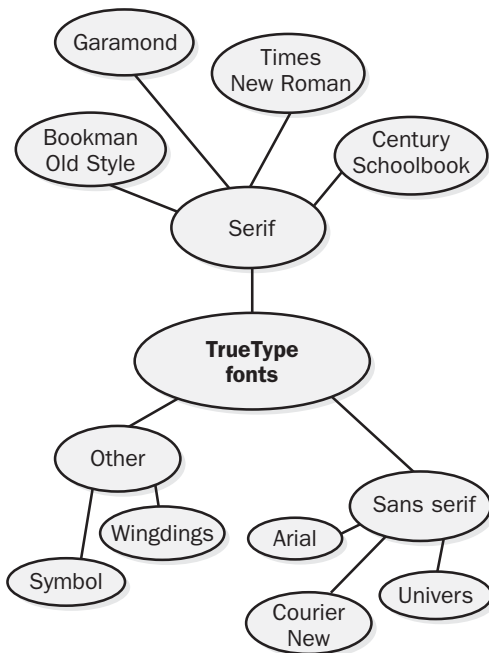 Garamond
Times
New Roman
Bookman
Old Style
Century
Schoolbook
Serif
TrueType
fonts
Other
Sans serif
Wingdings
Arial
Symbol
Univers
Courier
New